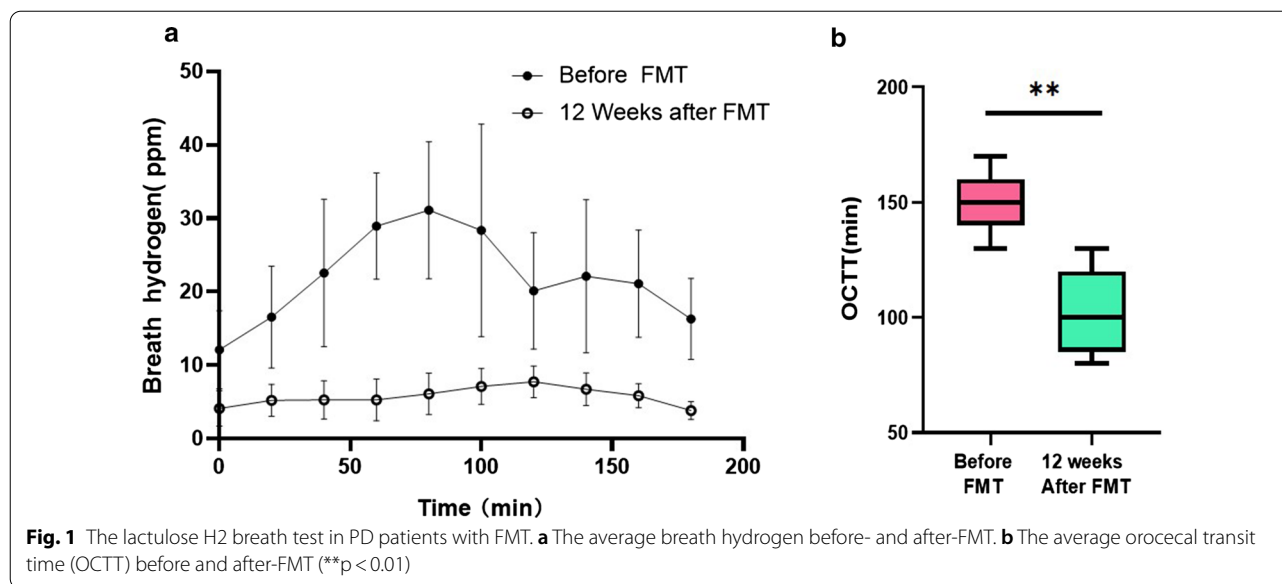 a
50
40
30
20
10
0
Breath hydrogen( ppm)
Before FMT
12 Weeks after FMT
0 50 100 150 200
Time (min)
b
200
150
100
50
OCTT(min)
**
Before FMT
12 weeks After FMT
Fig. 1 The lactulose H2 breath test in PD patients with FMT. a The average breath hydrogen before- and after-FMT. b The average orocecal transit
time (OCTT) before and after-FMT (**p < 0.01)